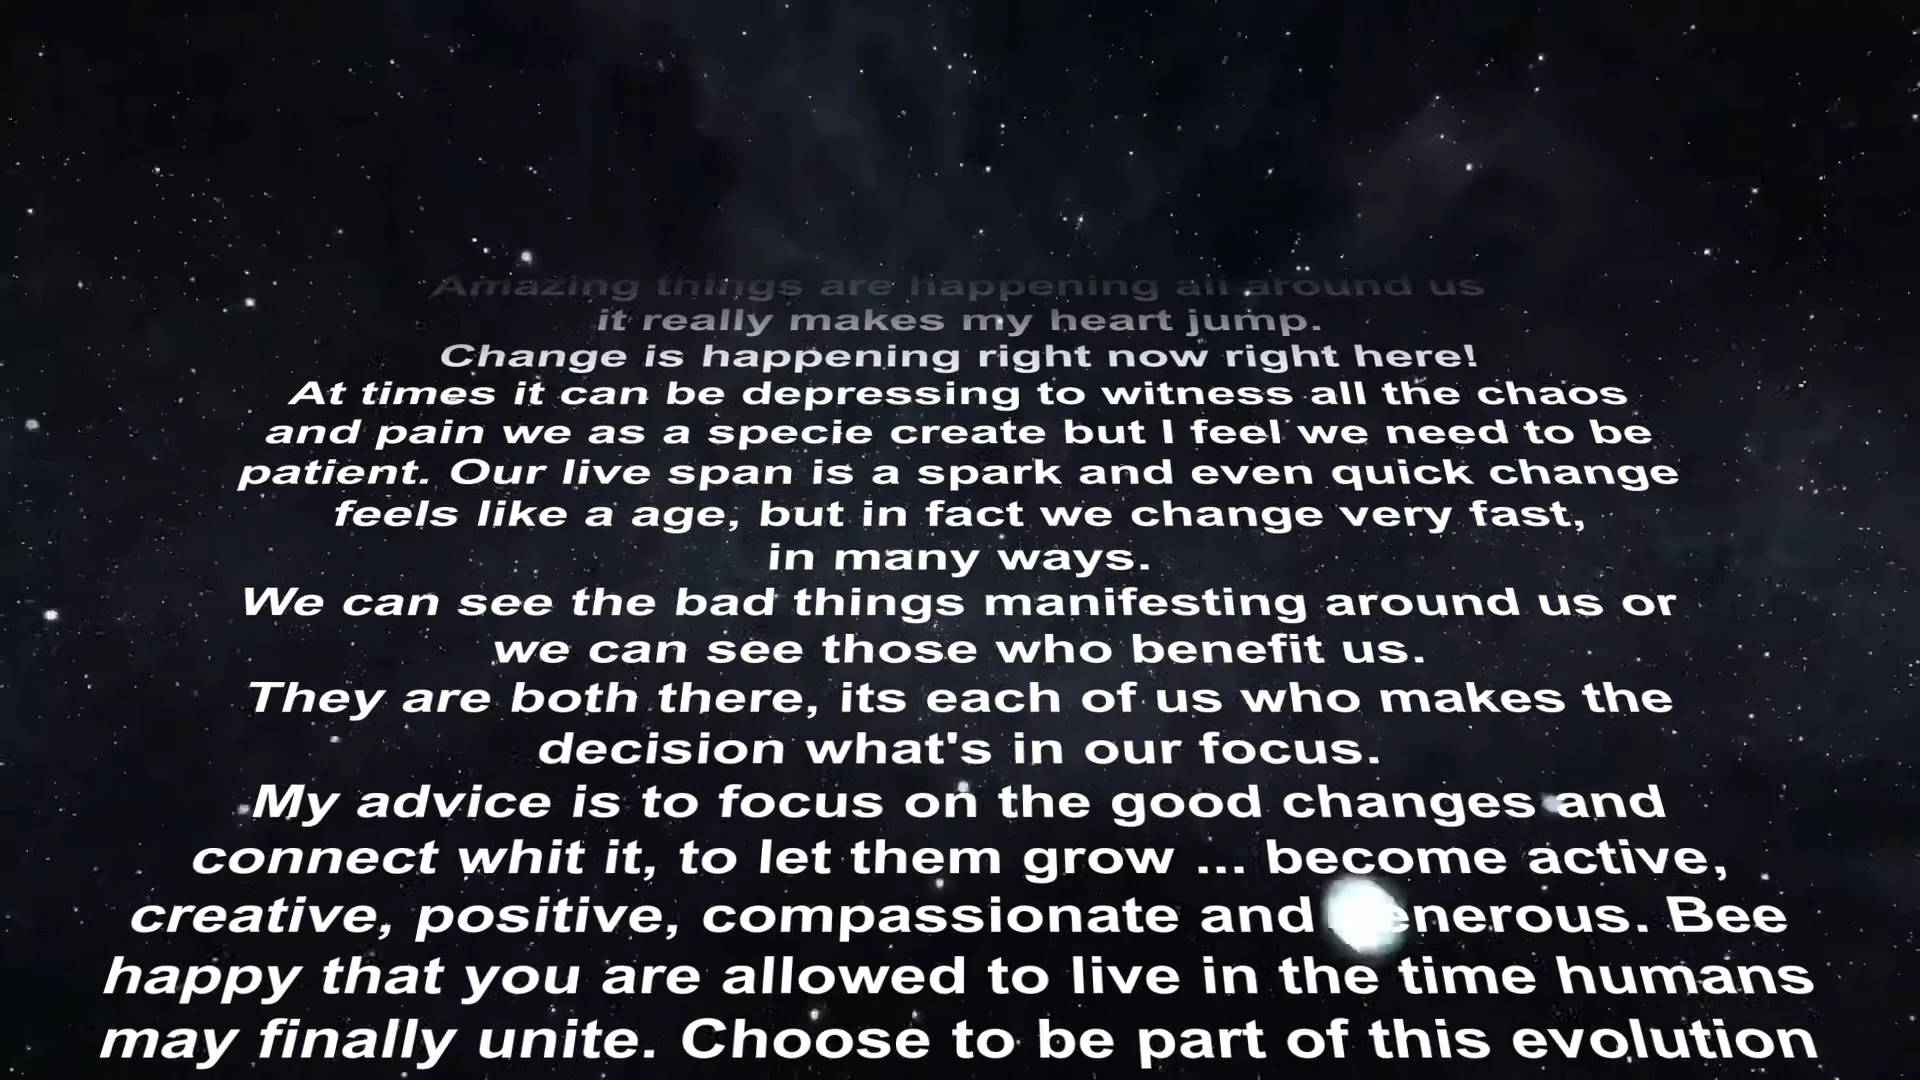 Amazing things are happening all around us
it really makes my heart jump.
Change is happening right now right here!
At times it can be depressing to witness all the chaos
and pain we as a specie create but I feel we need to be
patient. Our live span is a spark and even quick change
feels like a age, but in fact we change very fast,
in many ways.
We can see the bad things manifesting around us or
we can see those who benefit us.
They are both there, its each of us who makes the
decision what's in our focus.
My advice is to focus on the good changes and
connect whit it, to let them grow ... become active,
creative, positive, compassionate and generous. Bee
happy that you are allowed to live in the time humans
may finally unite. Choose to be part of this evolution